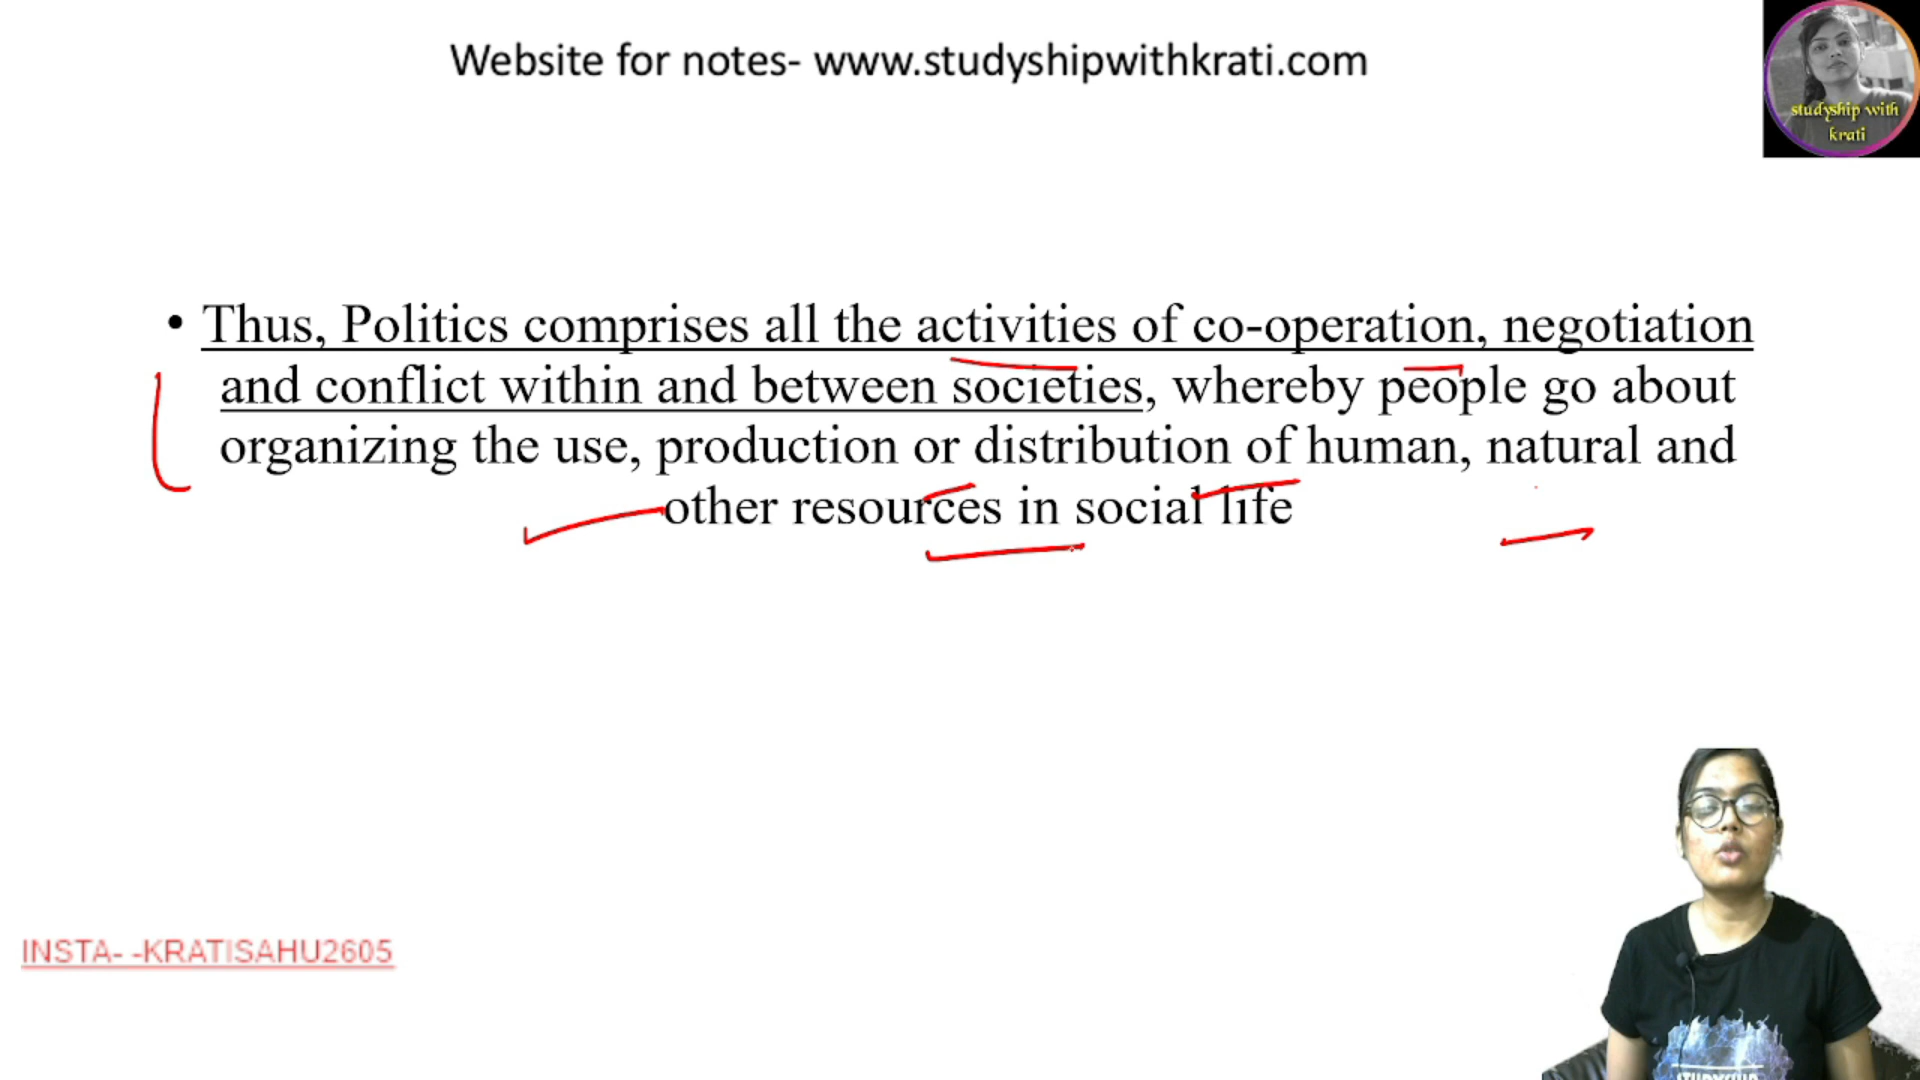 Website for notes- www.studyshipwithkrati.com
studyship with
krati
• Thus, Politics comprises all the activities of co-operation, negotiation
and conflict within and between societies, whereby people go about
organizing the use, production or distribution of human, natural and
other resources in social life
INSTA- -KRATISAHU2605